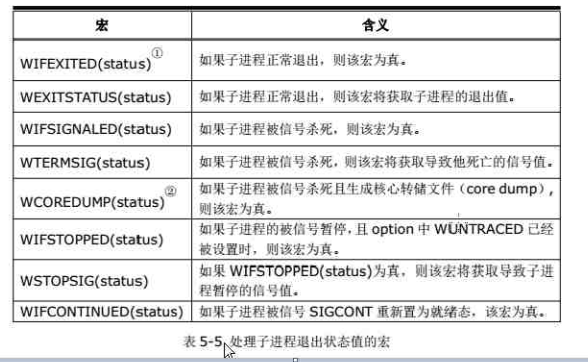 宏 含义
WIFEXITED(status)① 如果子进程正常退出，则该宏为真。
WEXITSTATUS(status) 如果子进程正常退出，则该宏将获取子进程的退出值。
WIFSIGNALED(status) 如果子进程被信号杀死，则该宏为真。
WTERMSIG(status) 如果子进程被信号杀死，则该宏将获取导致他死亡的信号值。
WCOREDUMP(status)② 如果子进程被信号杀死且生成核心转储文件（core dump），
则该宏为真。
WIFSTOPPED(status) 如果子进程的被信号暂停，且 option 中 WUNTRACED 已经
被设置时，则该宏为真。
WSTOPSIG(status) 如果 WIFSTOPPED(status)为真，则该宏将获取导致子进
程暂停的信号值。
WIFCONTINUED(status) 如果子进程被信号 SIGCONT 重新置为就绪态，该宏为真。
表 5-5 处理子进程退出状态值的宏